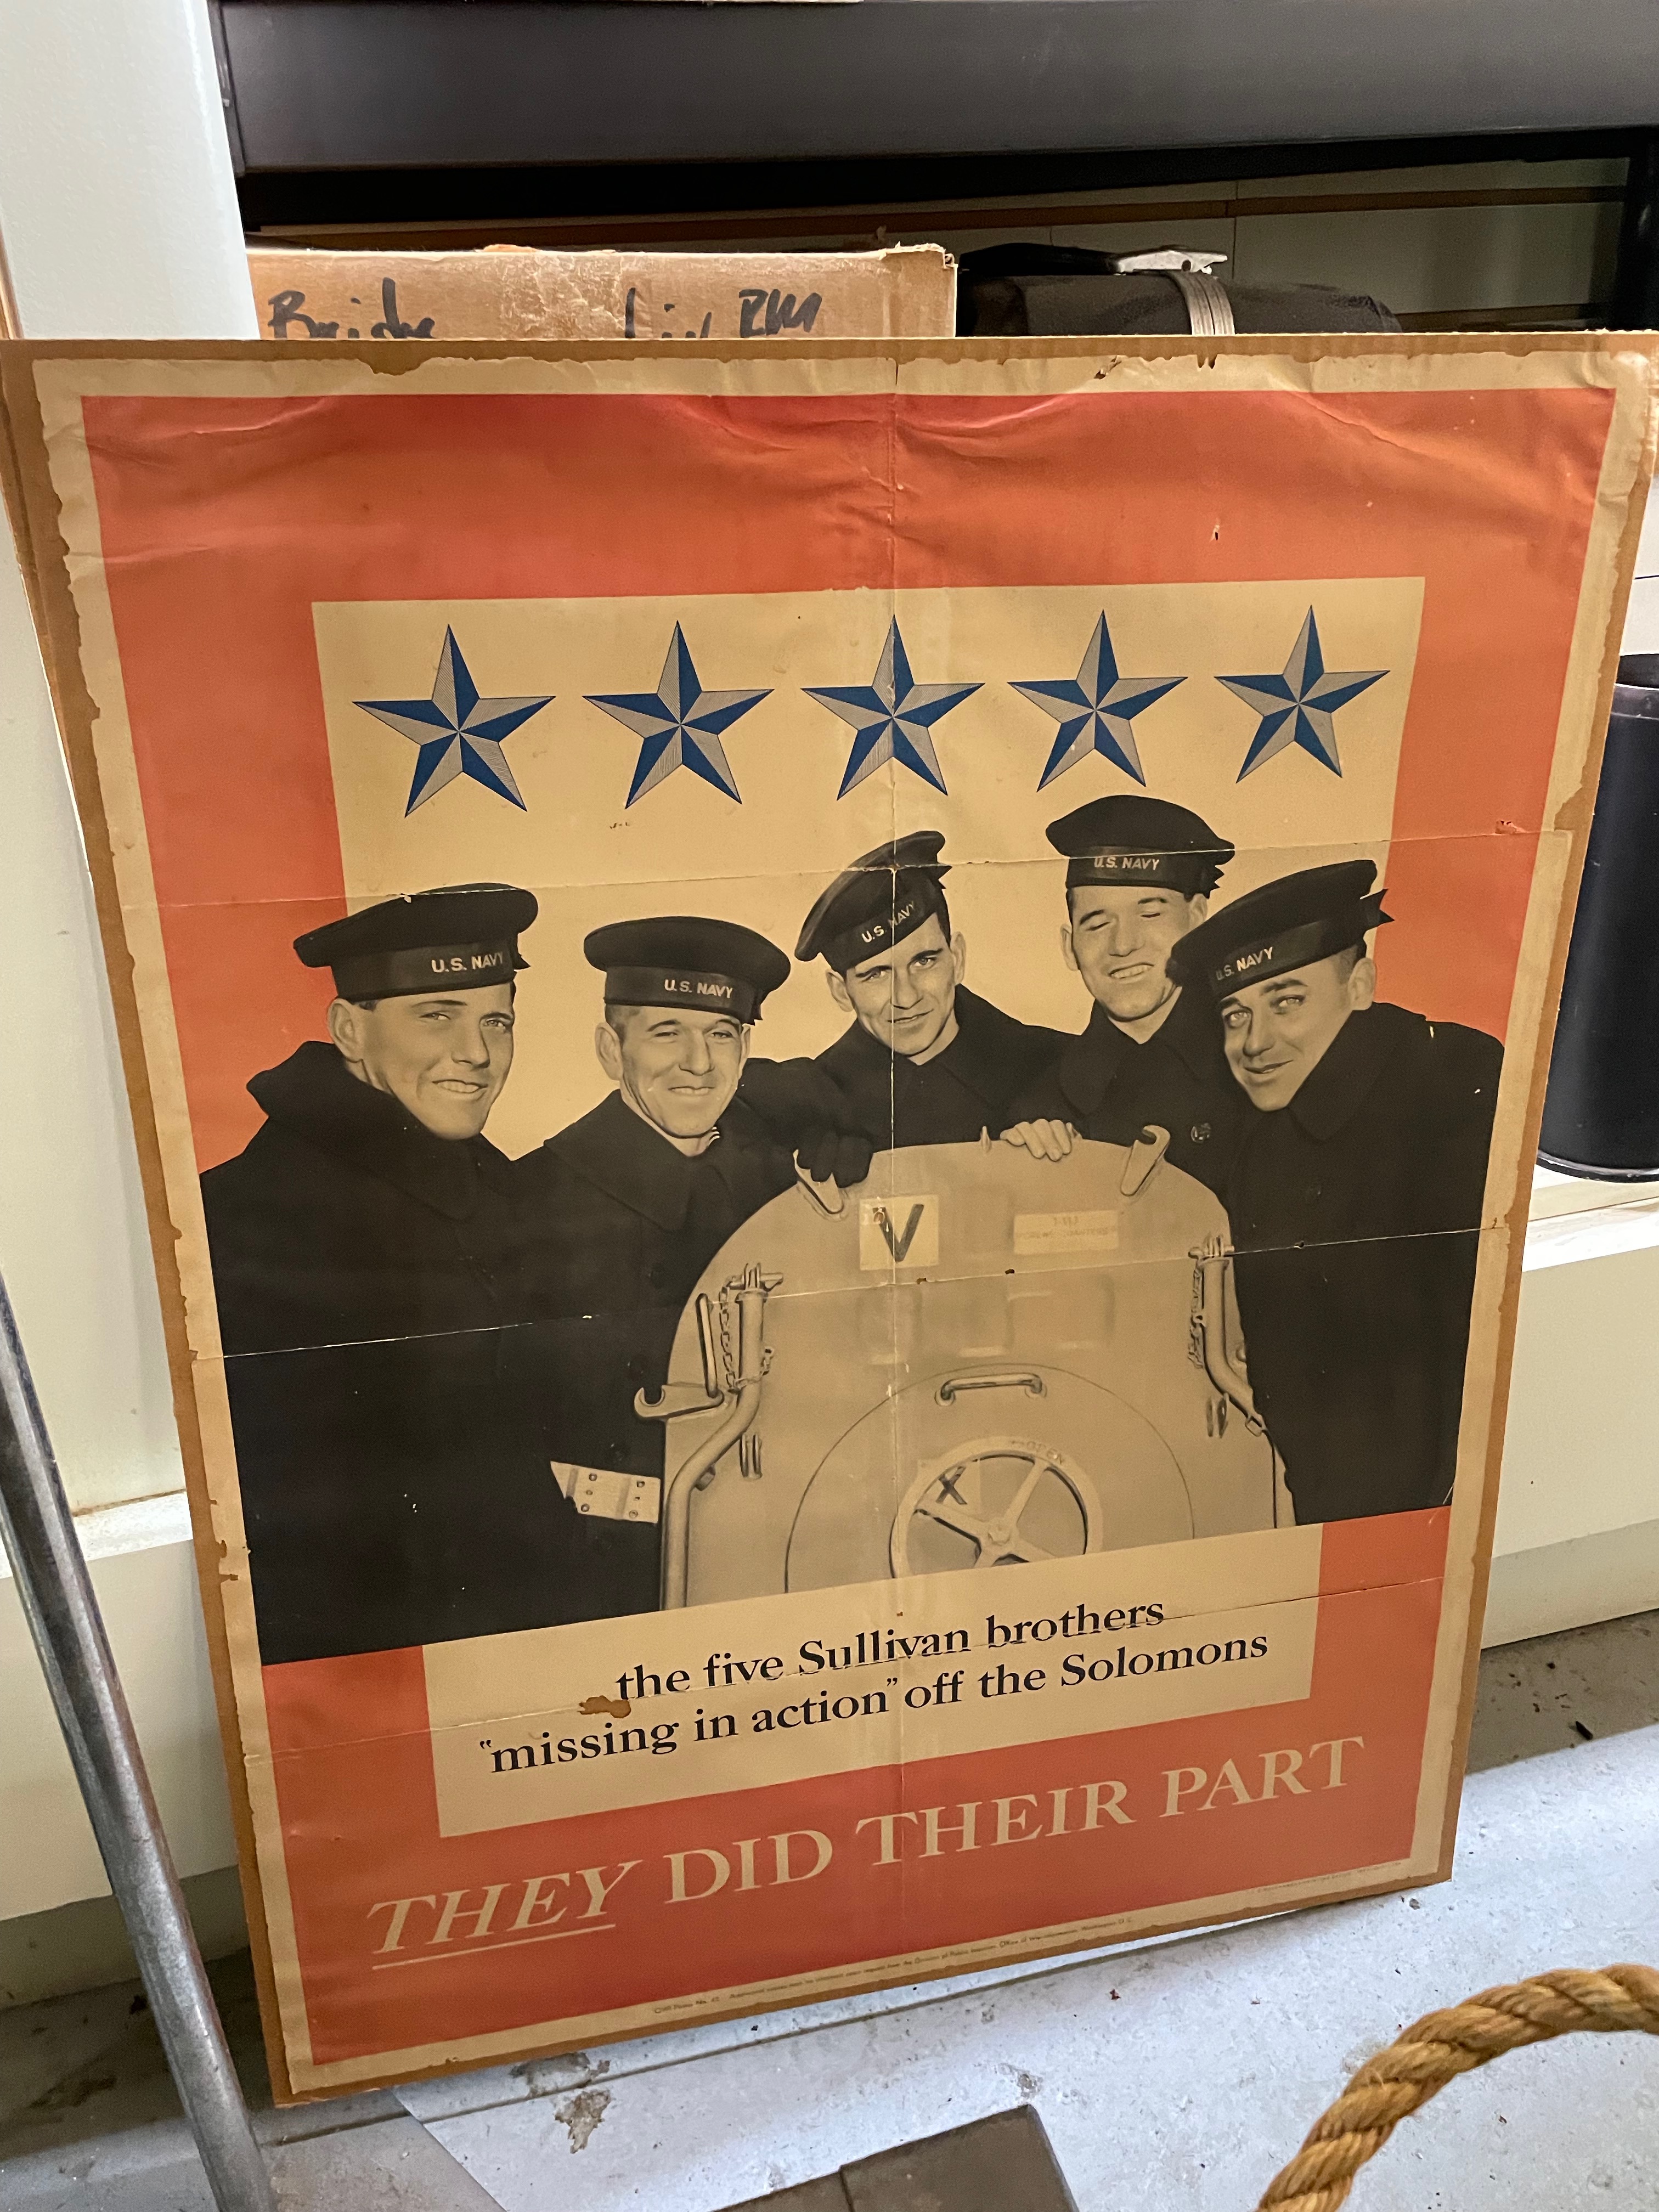 U.S. NAVY
U.S. NAVY
U.S. NAVY
U.S. NAVY
U.S. NAVY
V
OPEN
X
the five Sullivan brothers
"missing in action" off the Solomons
THEY DID THEIR PART